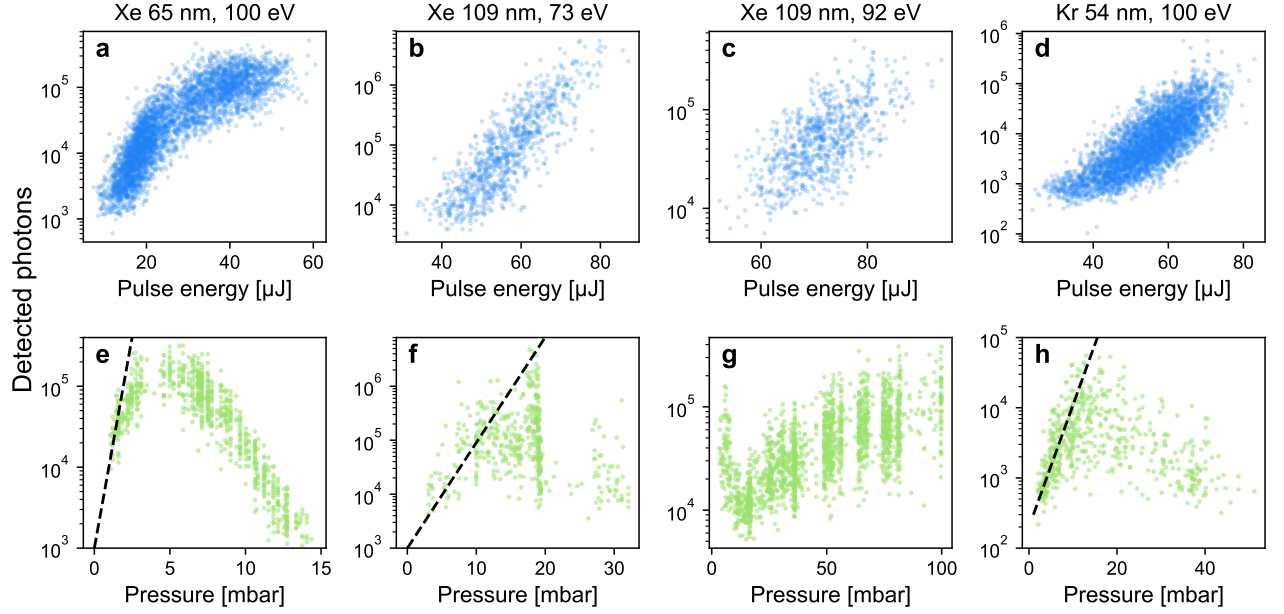 Xe 65 nm, 100 eV
Xe 109 nm, 73 eV
Xe 109 nm, 92 eV
Kr 54 nm, 100 eV
Detected photons
a
10^5
10^4
10^3
20
40
60
Pulse energy [µJ]
b
10^6
10^5
10^4
40
60
80
Pulse energy [µJ]
c
10^5
10^4
60
80
Pulse energy [µJ]
d
10^6
10^5
10^4
10^3
10^2
40
60
80
Pulse energy [µJ]
e
10^5
10^4
10^3
0
5
10
15
Pressure [mbar]
f
10^6
10^5
10^4
10^3
0
10
20
30
Pressure [mbar]
g
10^5
10^4
0
50
100
Pressure [mbar]
h
10^5
10^4
10^3
10^2
0
20
40
Pressure [mbar]